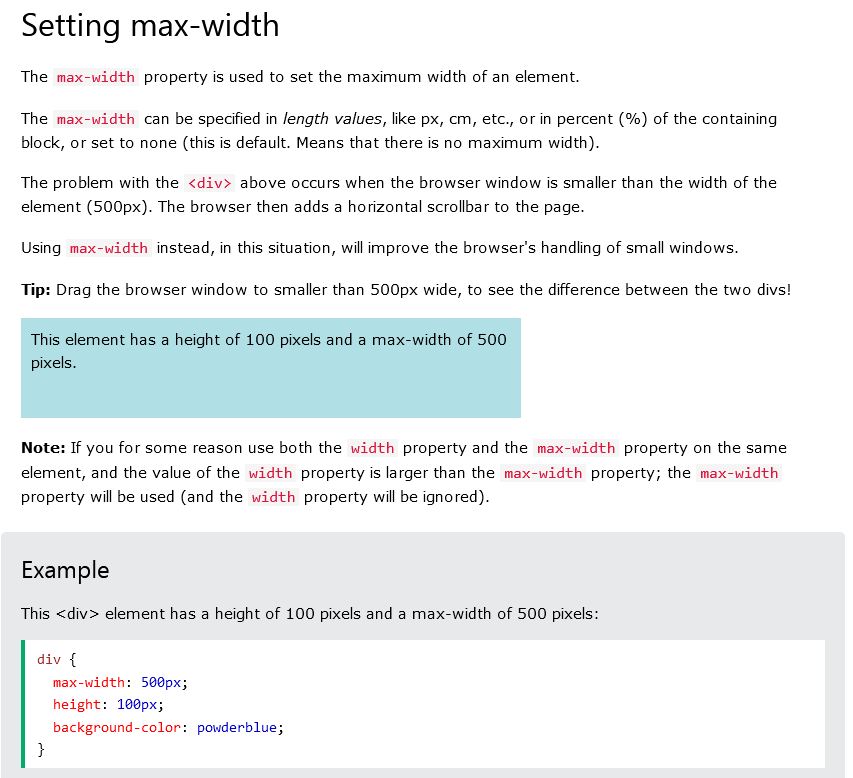 Setting max-width
The max-width property is used to set the maximum width of an element.
The max-width can be specified in length values, like px, cm, etc., or in percent (%) of the containing
block, or set to none (this is default. Means that there is no maximum width).
The problem with the <div> above occurs when the browser window is smaller than the width of the
element (500px). The browser then adds a horizontal scrollbar to the page.
Using max-width instead, in this situation, will improve the browser's handling of small windows.
Tip: Drag the browser window to smaller than 500px wide, to see the difference between the two divs!
This element has a height of 100 pixels and a max-width of 500
pixels.
Note: If you for some reason use both the width property and the max-width property on the same
element, and the value of the width property is larger than the max-width property; the max-width
property will be used (and the width property will be ignored).
Example
This <div> element has a height of 100 pixels and a max-width of 500 pixels:
div {
  max-width: 500px;
  height: 100px;
  background-color: powderblue;
}